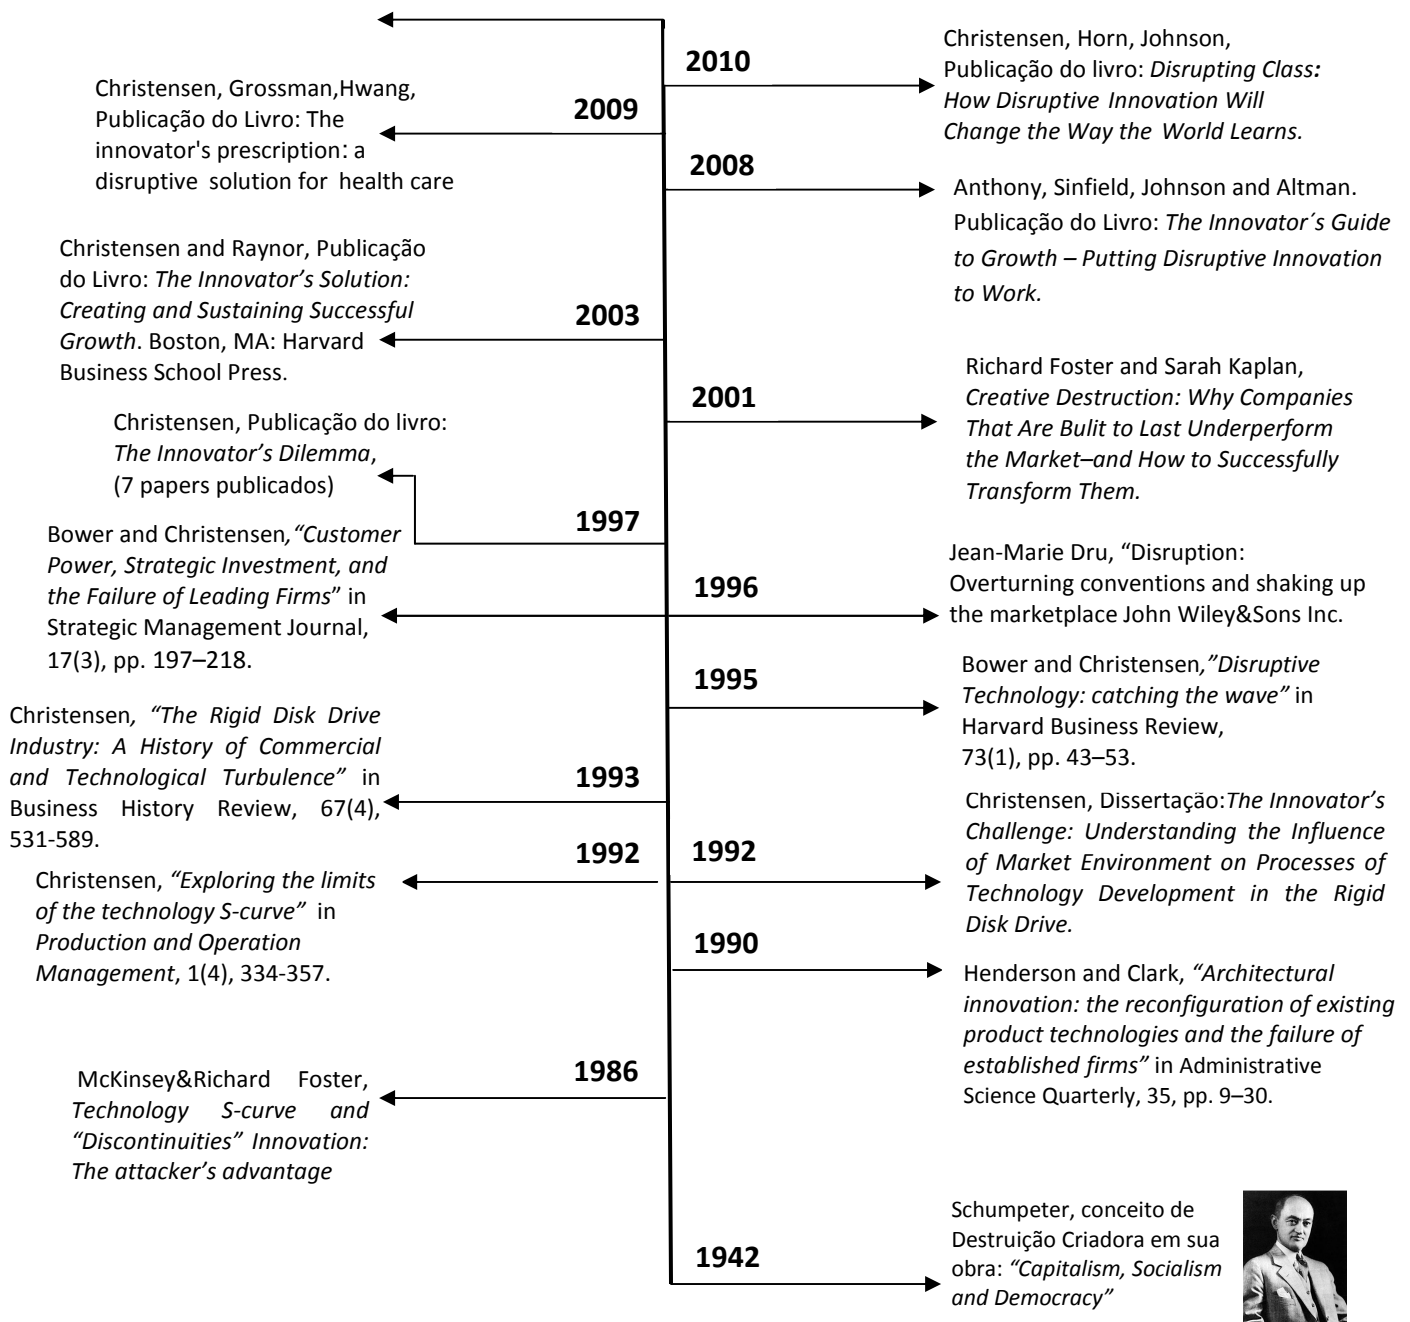 2010
Christensen, Horn, Johnson,
Publicação do livro: Disrupting Class:
How Disruptive Innovation Will
Change the Way the World Learns.
Christensen, Grossman,Hwang,
Publicação do Livro: The
innovator's prescription: a
disruptive solution for health care
2009
2008
Anthony, Sinfield, Johnson and Altman.
Publicação do Livro: The Innovator´s Guide
to Growth – Putting Disruptive Innovation
to Work.
Christensen and Raynor, Publicação
do Livro: The Innovator’s Solution:
Creating and Sustaining Successful
Growth. Boston, MA: Harvard
Business School Press.
2003
2001
Richard Foster and Sarah Kaplan,
Creative Destruction: Why Companies
That Are Bulit to Last Underperform
the Market–and How to Successfully
Transform Them.
Christensen, Publicação do livro:
The Innovator’s Dilemma,
(7 papers publicados)
1997
Bower and Christensen,“Customer
Power, Strategic Investment, and
the Failure of Leading Firms” in
Strategic Management Journal,
17(3), pp. 197–218.
1996
Jean-Marie Dru, “Disruption:
Overturning conventions and shaking up
the marketplace John Wiley&Sons Inc.
1995
Bower and Christensen,”Disruptive
Technology: catching the wave” in
Harvard Business Review,
73(1), pp. 43–53.
Christensen, “The Rigid Disk Drive
Industry: A History of Commercial
and Technological Turbulence” in
Business History Review, 67(4),
531-589.
1993
1992
1992
Christensen, Dissertação:The Innovator’s
Challenge: Understanding the Influence
of Market Environment on Processes of
Technology Development in the Rigid
Disk Drive.
Christensen, “Exploring the limits
of the technology S-curve” in
Production and Operation
Management, 1(4), 334-357.
1990
Henderson and Clark, “Architectural
innovation: the reconfiguration of existing
product technologies and the failure of
established firms” in Administrative
Science Quarterly, 35, pp. 9–30.
McKinsey&Richard Foster,
Technology S-curve and
“Discontinuities” Innovation:
The attacker’s advantage
1986
1942
Schumpeter, conceito de
Destruição Criadora em sua
obra: “Capitalism, Socialism
and Democracy”